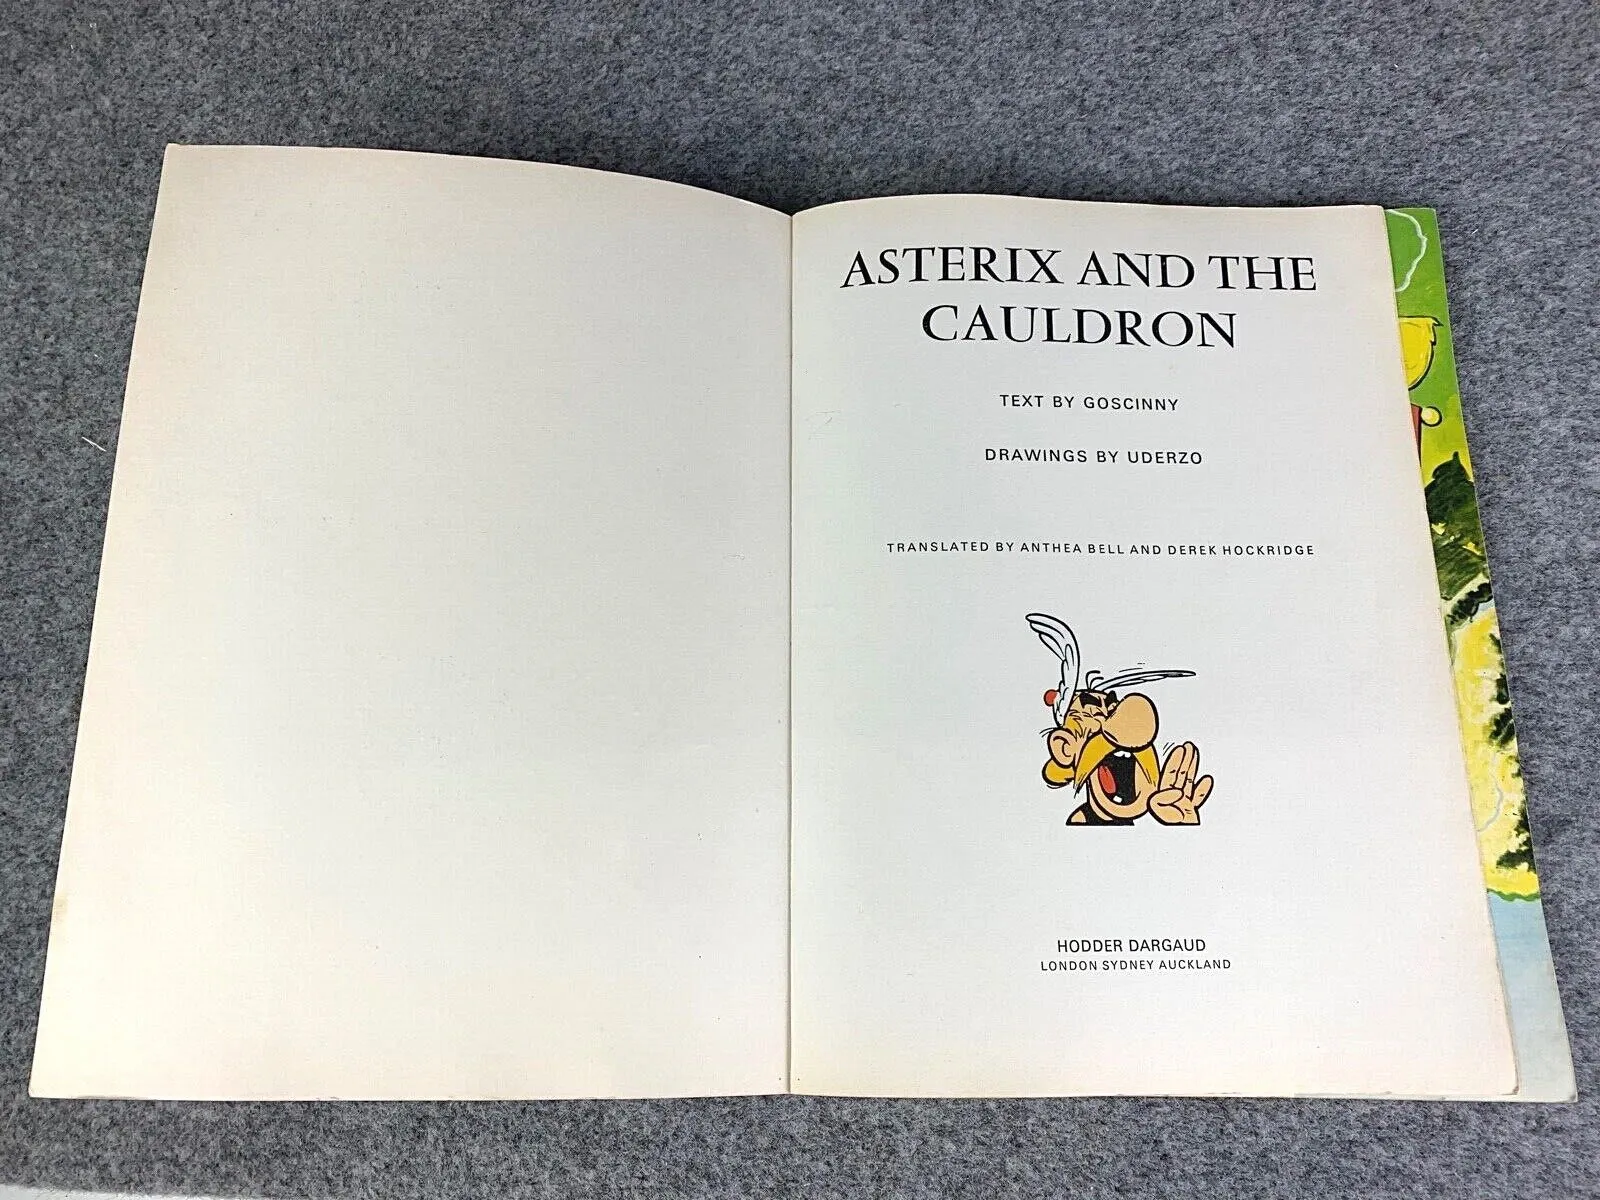 ASTERIX AND THE
CAULDRON
TEXT BY GOSCINNY
DRAWINGS BY UDERZO
TRANSLATED BY ANTHEA BELL AND DEREK HOCKRIDGE
HODDER DARGAUD
LONDON SYDNEY AUCKLAND